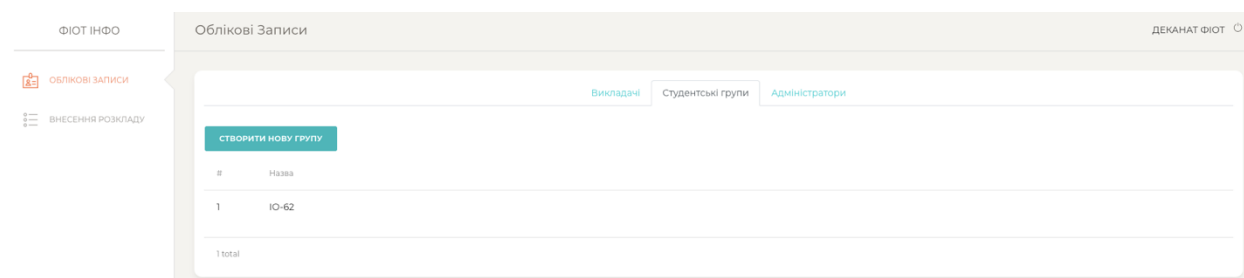 ФІОТ ІНФО
Облікові Записи
ДЕКАНАТ ФІОТ
ОБЛІКОВІ ЗАПИСИ
ВНЕСЕННЯ РОЗКЛАДУ
Викладачі Студентські групи Адміністратори
СТВОРИТИ НОВУ ГРУПУ
# Назва
1 ІО-62
1 total